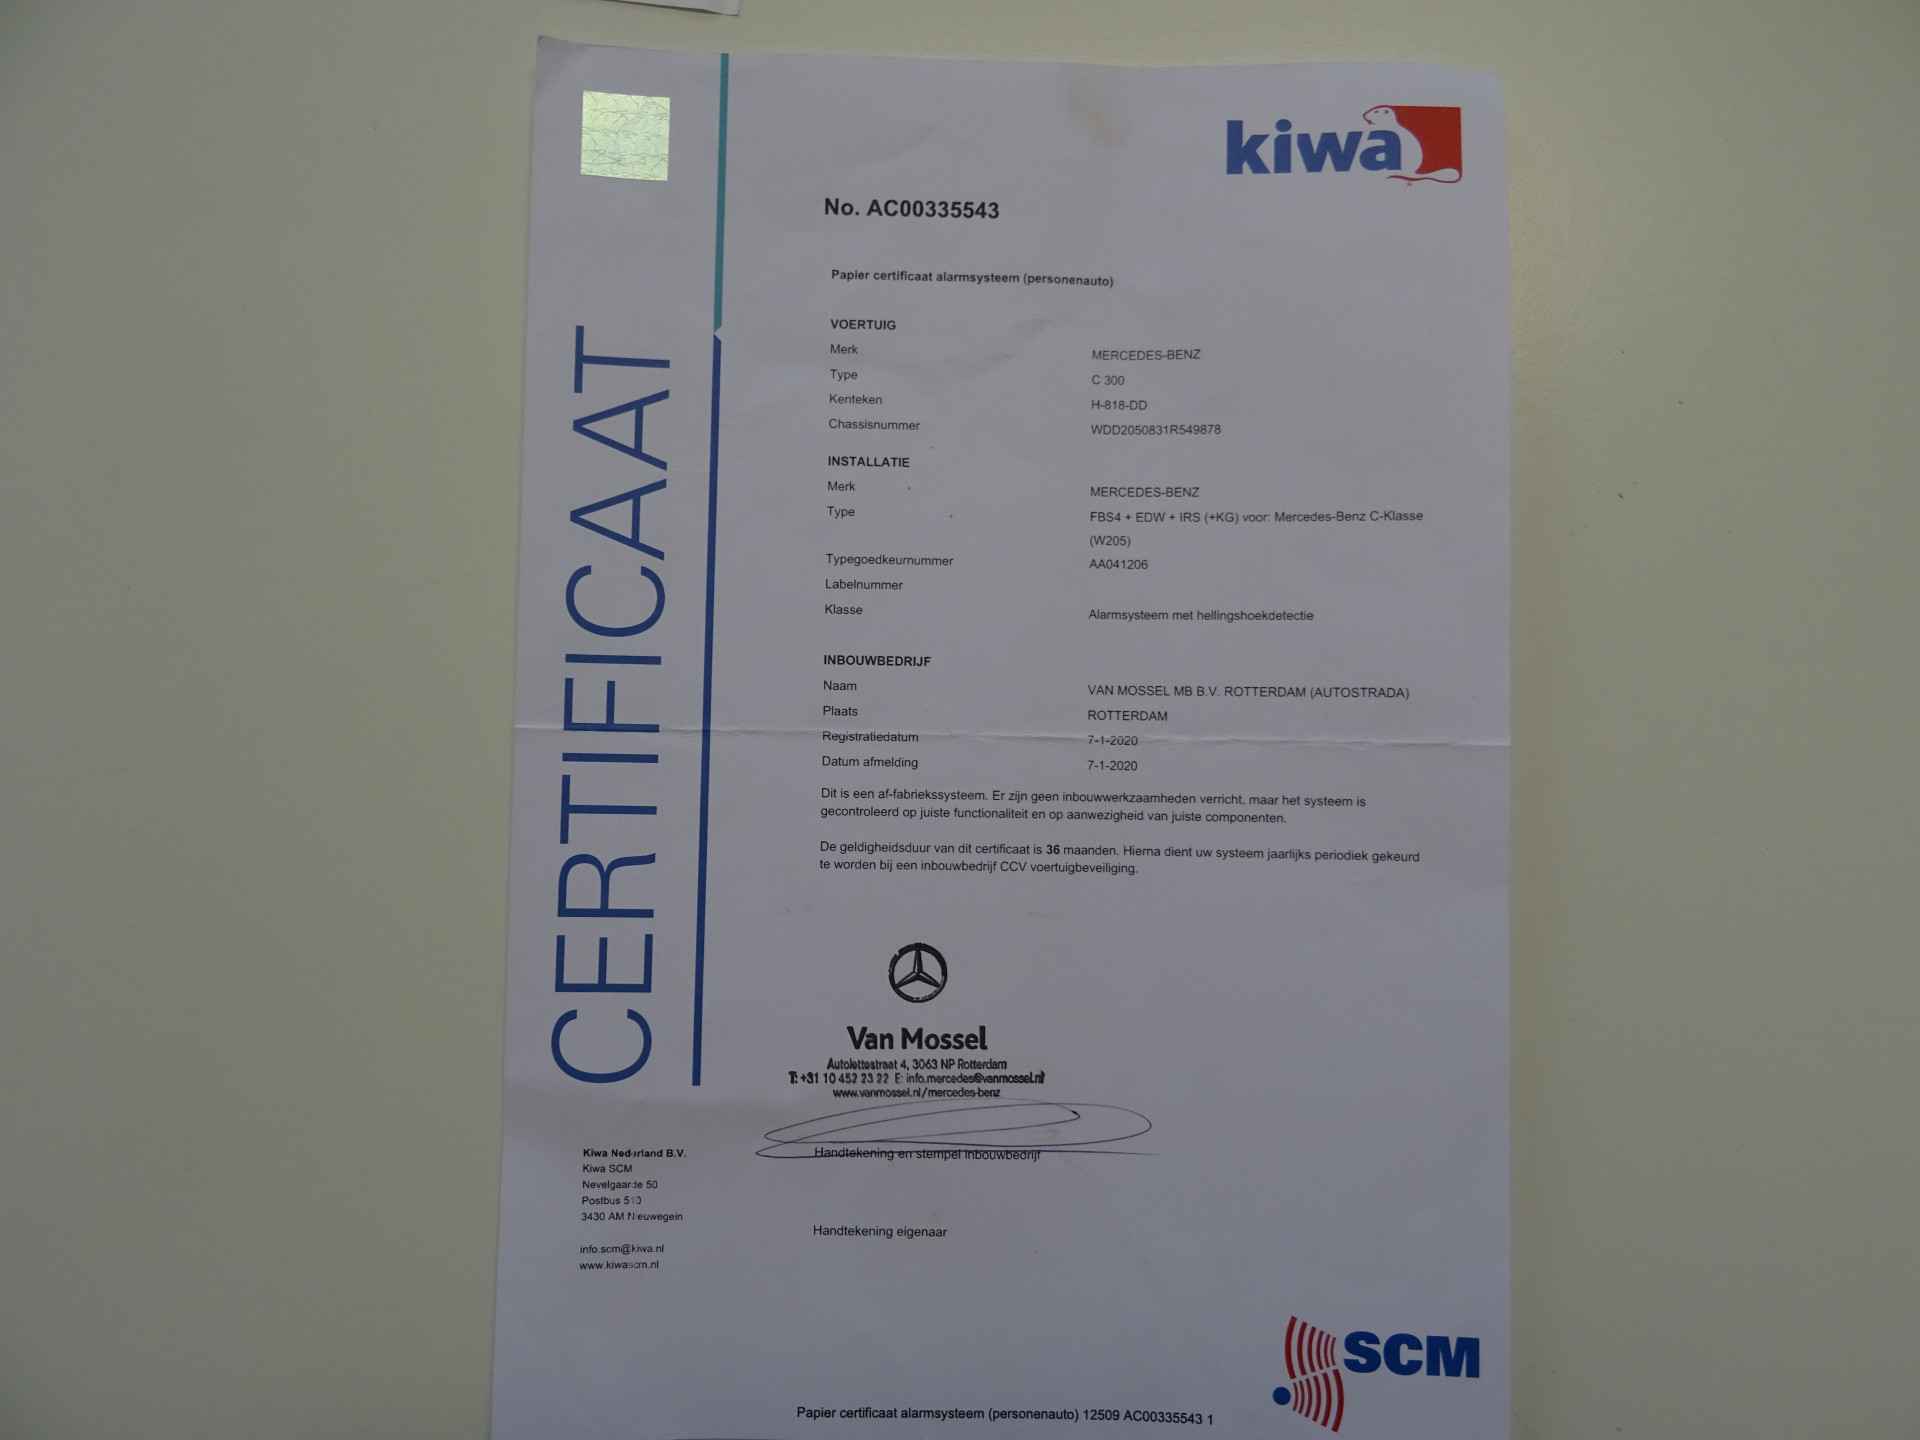 kiwa
No. AC00335543
Papier certificaat alarmsysteem (personenauto)
VOERTUIG
Merk MERCEDES-BENZ
Type C 300
Kenteken H-818-DD
Chassisnummer WDD2050831R549878
INSTALLATIE
Merk MERCEDES-BENZ
Type FBS4 + EDW + IRS (+KG) voor: Mercedes-Benz C-Klasse
(W205)
Typegoedkeurnummer AA041206
Labelnummer
Klasse Alarmsysteem met hellingshoekdetectie
INBOUWBEDRIJF
Naam VAN MOSSEL MB B.V. ROTTERDAM (AUTOSTRADA)
Plaats ROTTERDAM
Registratiedatum 7-1-2020
Datum afmelding 7-1-2020
Dit is een af-fabriekssysteem. Er zijn geen inbouwwerkzaamheden verricht, maar het systeem is
gecontroleerd op juiste functionaliteit en op aanwezigheid van juiste componenten.
De geldigheidsduur van dit certificaat is 36 maanden. Hierna dient uw systeem jaarlijks periodiek gekeurd
te worden bij een inbouwbedrijf CCV voertuigbeveiliging.
CERTIFICAAT
Van Mossel
Autolettestraat 4, 3063 NP Rotterdam
T: +31 10 452 23 22 E: info.mercedes@vanmossel.nl
www.vanmossel.nl/mercedes-benz
Handtekening en stempel inbouwbedrijf
Handtekening eigenaar
Kiwa Nederland B.V.
Kiwa SCM
Nevelgaarde 50
Postbus 510
3430 AM Nieuwegein
info.scm@kiwa.nl
www.kiwascm.nl
SCM
Papier certificaat alarmsysteem (personenauto) 12509 AC00335543 1